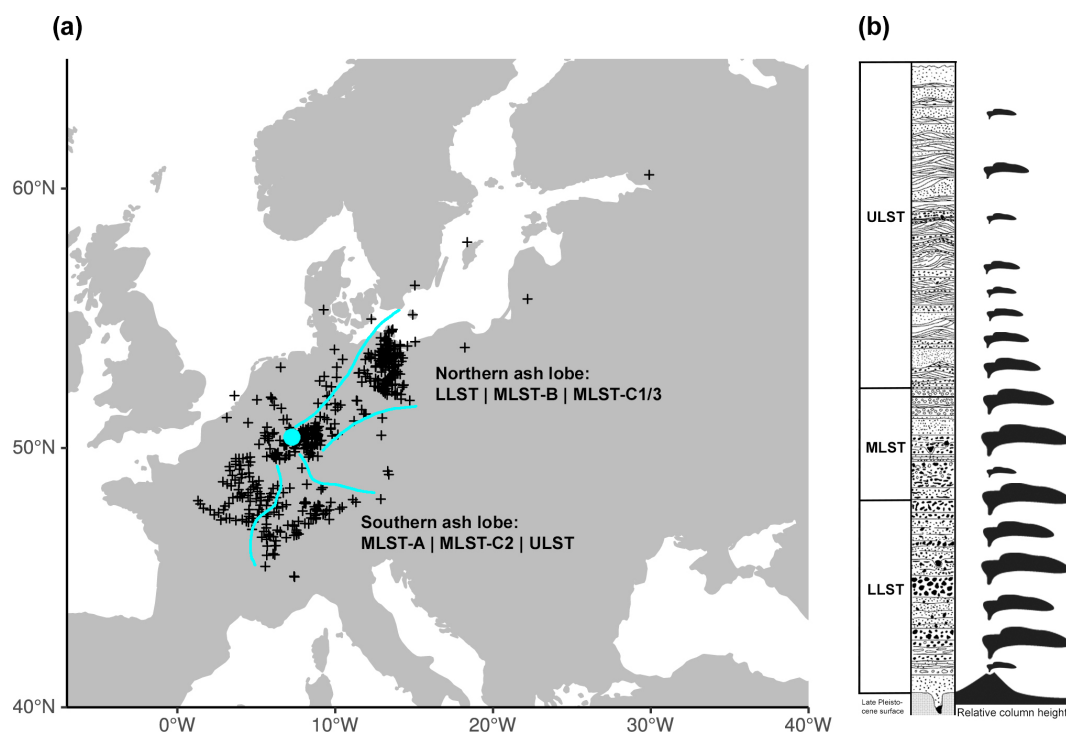 (a)
(b)
60°N
50°N
40°N
0°W
10°W
20°W
30°W
40°W
Northern ash lobe:
LLST | MLST-B | MLST-C1/3
Southern ash lobe:
MLST-A | MLST-C2 | ULST
ULST
MLST
LLST
Late Pleisto-
cene surface
Relative column height